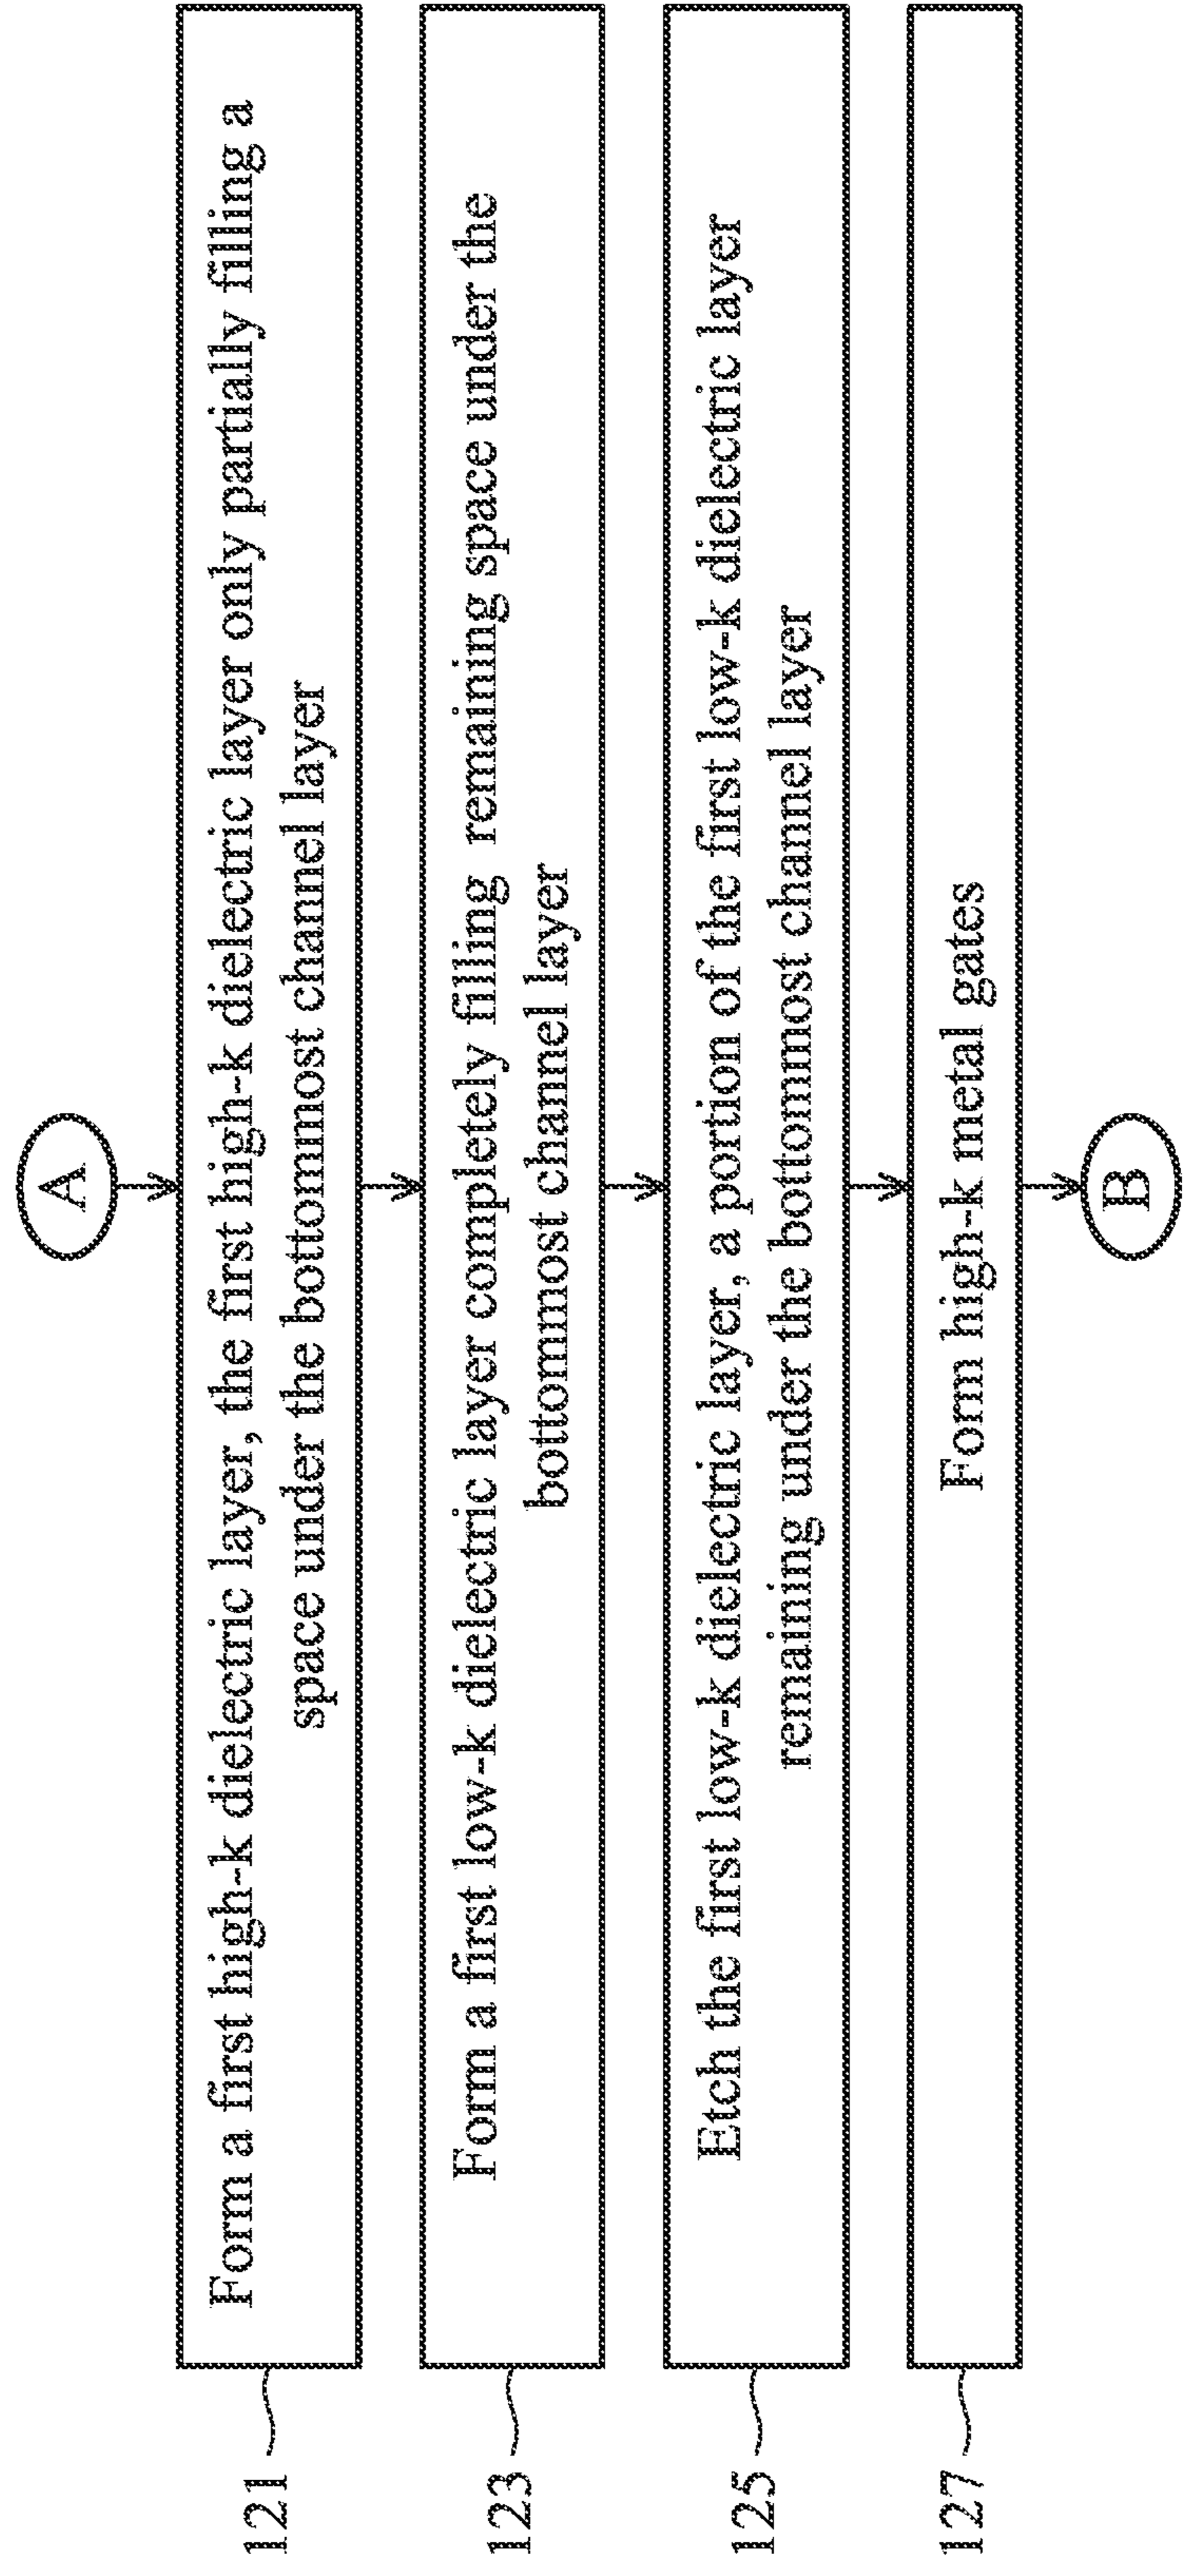 A
121
Form a first high-k dielectric layer, the first high-k dielectric layer only partially filling a
space under the bottommost channel layer
123
Form a first low-k dielectric layer completely filling remaining space under the
bottommost channel layer
125
Etch the first low-k dielectric layer, a portion of the first low-k dielectric layer
remaining under the bottommost channel layer
127
Form high-k metal gates
B